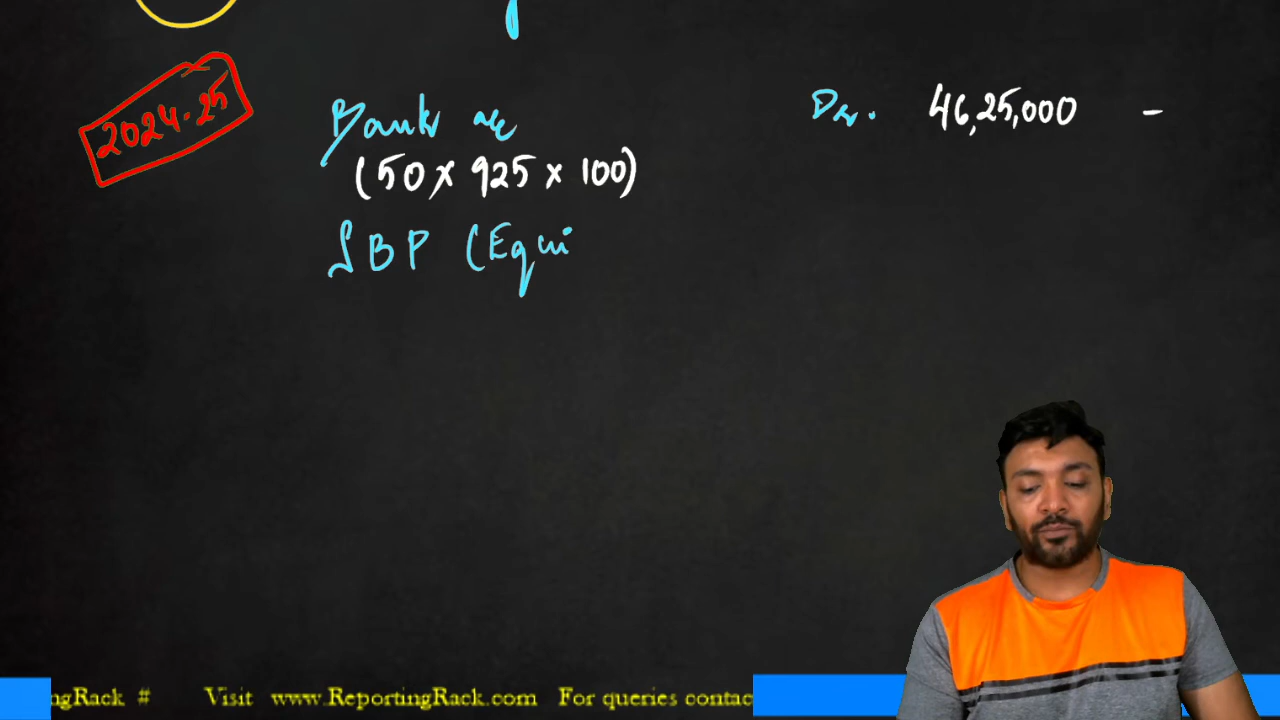 2024-25
Bank a/c Dr. 46,25,000 –
(50 x 925 x 100)
SBP (Equi
ngRack # Visit www.ReportingRack.com For queries contac